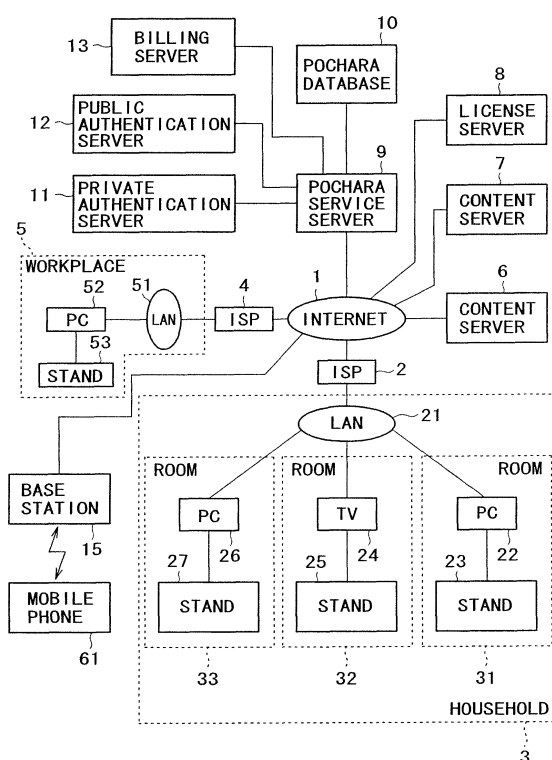 10
13
BILLING
SERVER
POCHARA
DATABASE
8
12
PUBLIC
AUTHENTICATION
SERVER
LICENSE
SERVER
9
7
11
PRIVATE
AUTHENTICATION
SERVER
POCHARA
SERVICE
SERVER
CONTENT
SERVER
5
WORKPLACE
52
51
4
1
6
PC
LAN
ISP
INTERNET
CONTENT
SERVER
53
STAND
ISP
2
LAN
21
ROOM
ROOM
ROOM
BASE
STATION
PC
TV
PC
15
27
26
25
24
23
22
MOBILE
PHONE
STAND
STAND
STAND
61
33
32
31
HOUSEHOLD
3